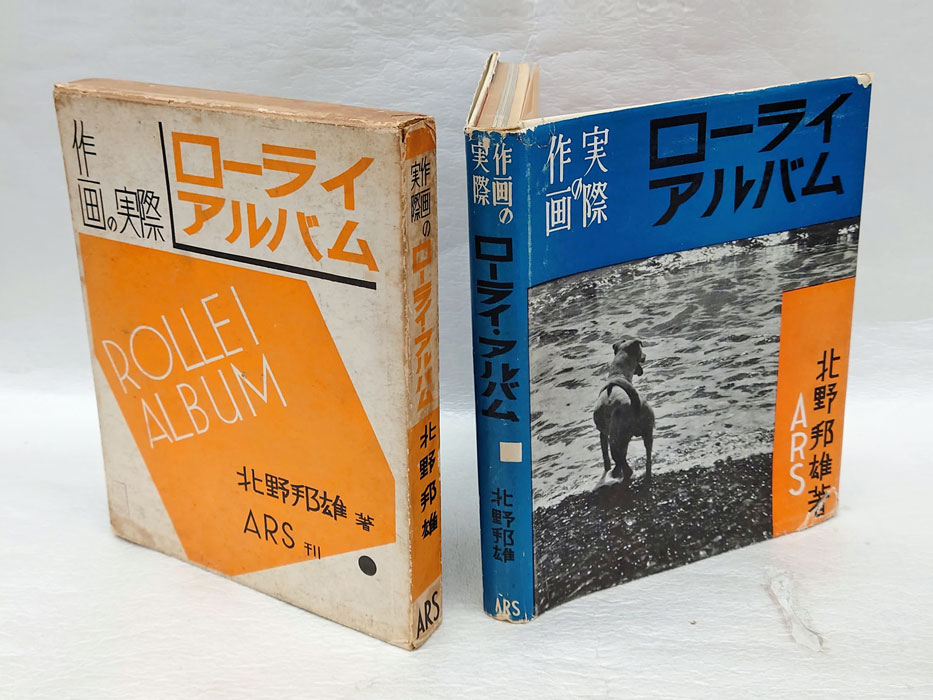 作画の実際
ローライ
アルバム
ROLLEI
ALBUM
北野邦雄 著
ARS 刊
作画の実際
ローライ・アルバム
北野邦雄
ARS
作画の実際
ローライ・アルバム
北野邦雄
ARS
作画の実際
ローライ
アルバム
北野邦雄著
ARS